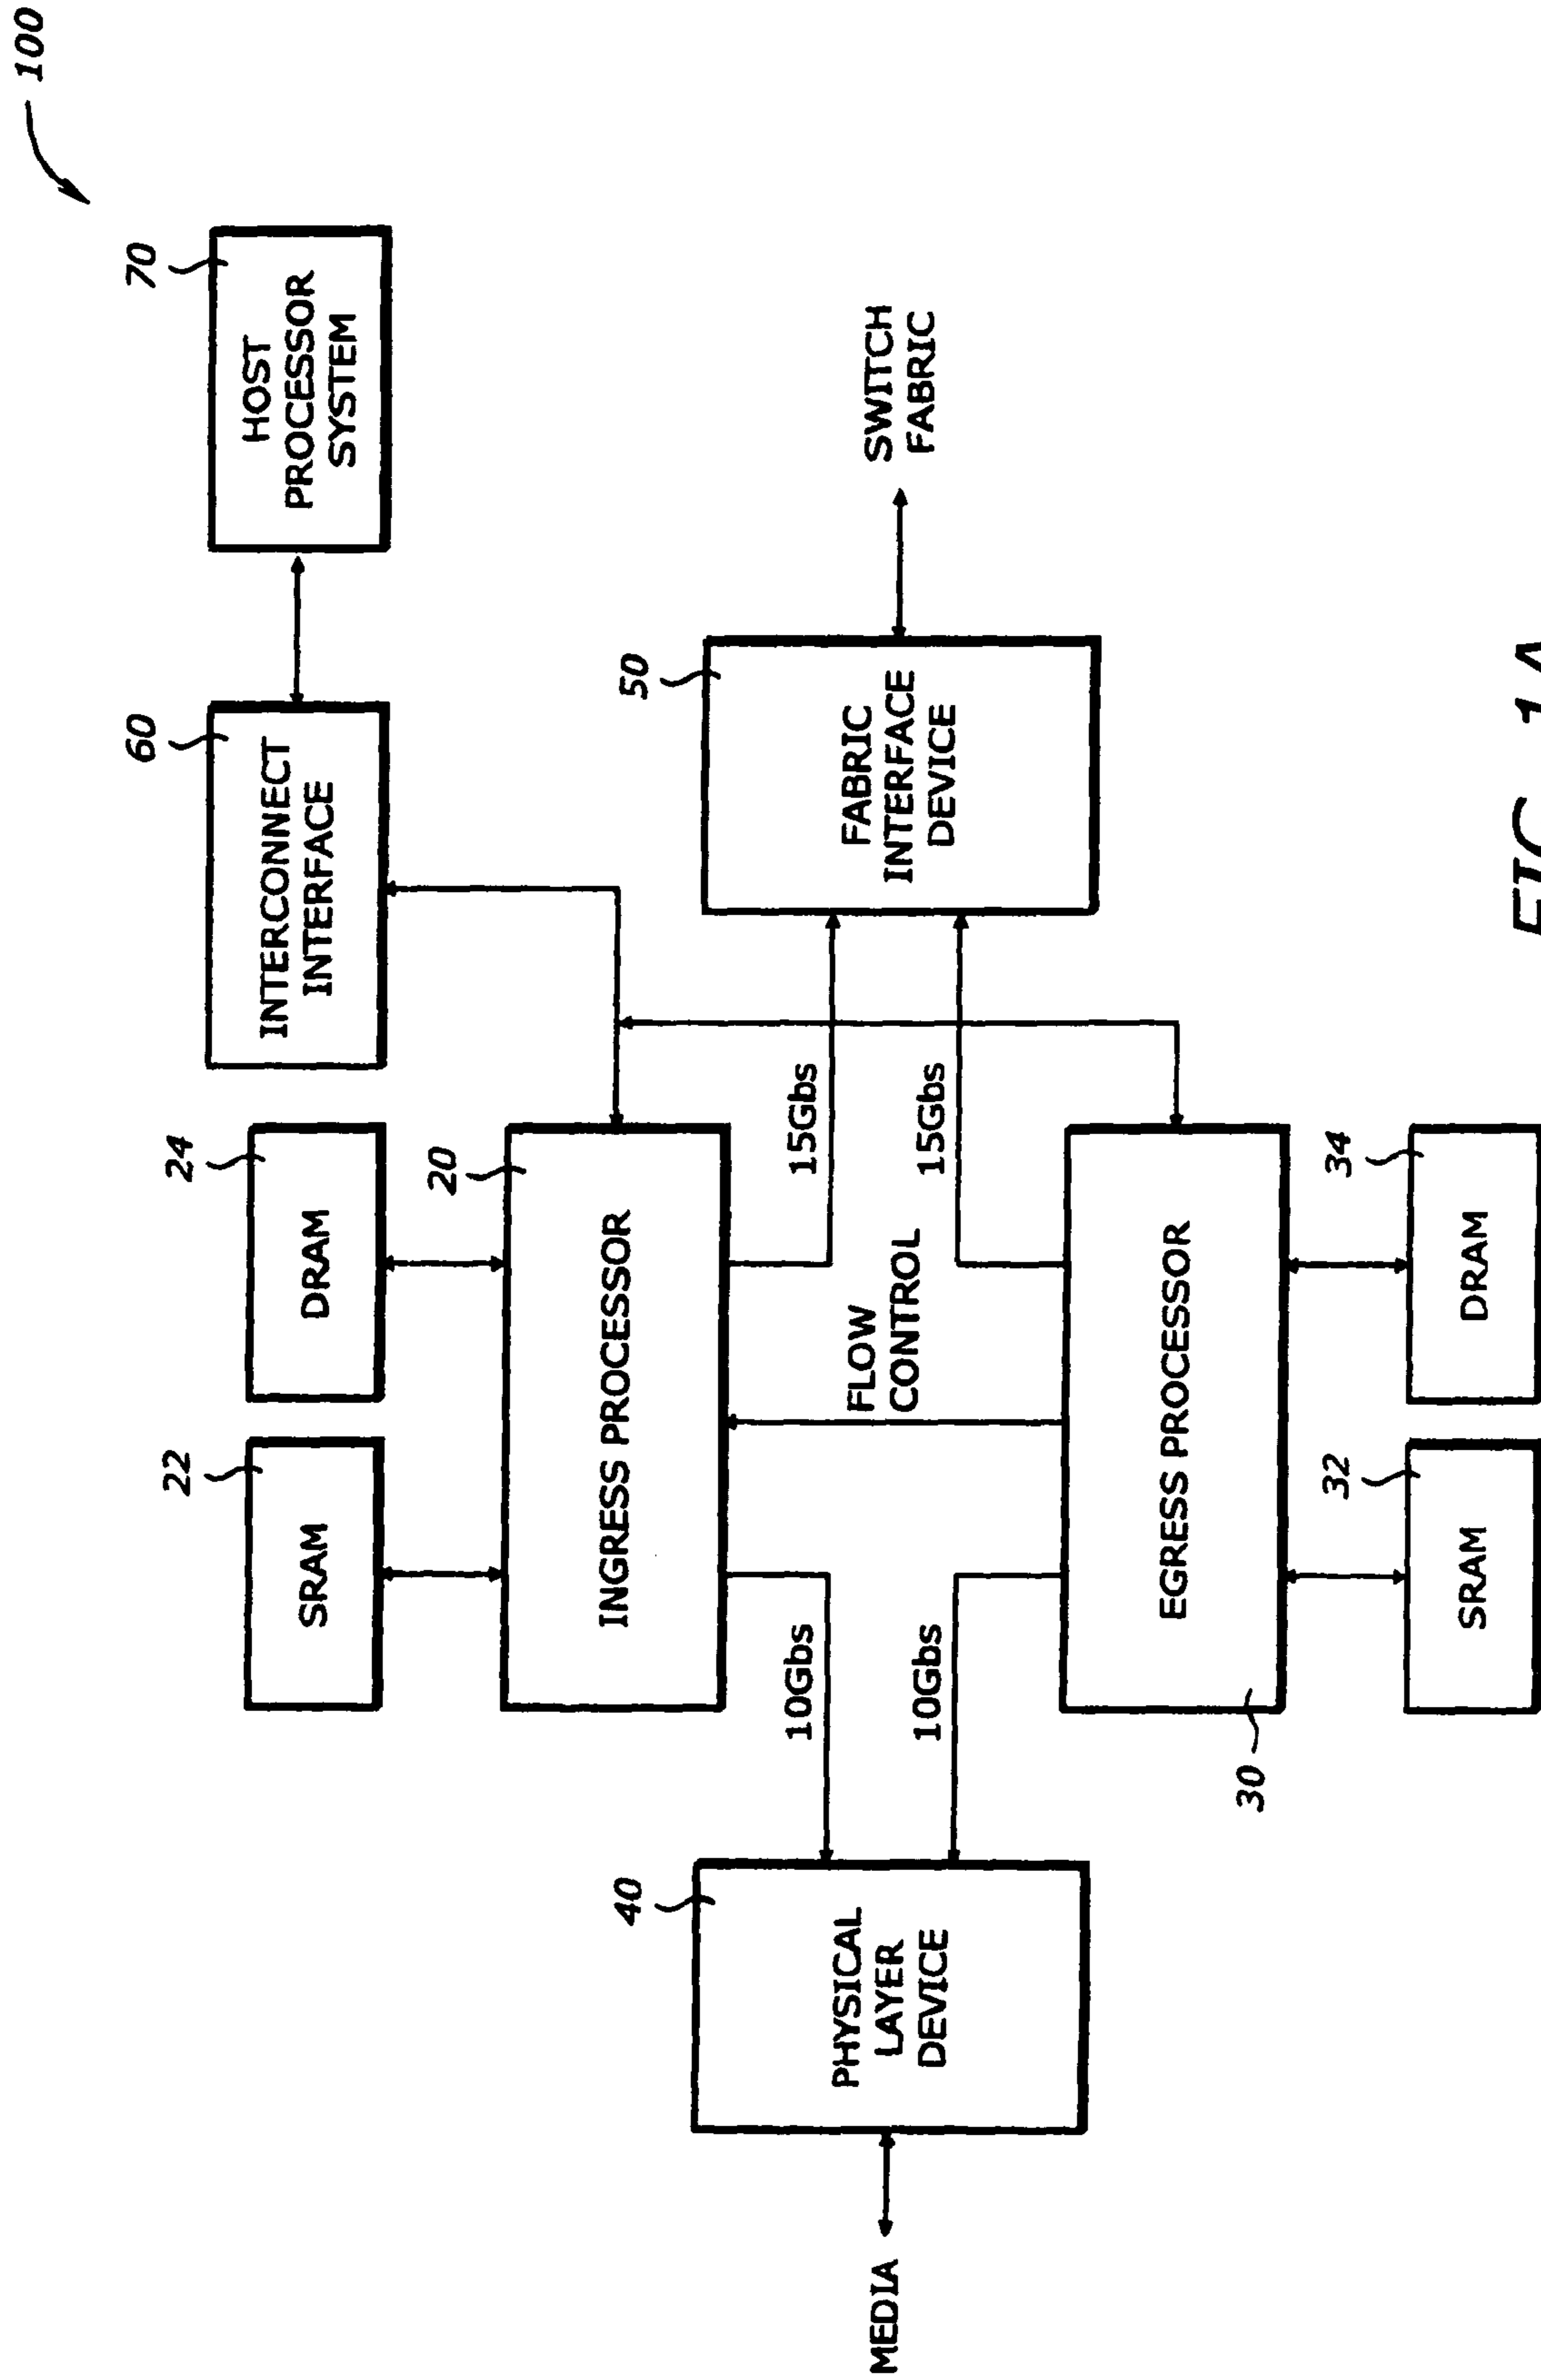 100
70
HOST
PROCESSOR
SYSTEM
60
INTERCONNECT
INTERFACE
24
DRAM
22
SRAM
20
INGRESS PROCESSOR
50
FABRIC
INTERFACE
DEVICE
SWITCH
FABRIC
15Gbs
15Gbs
FLOW
CONTROL
10Gbs
10Gbs
40
PHYSICAL
LAYER
DEVICE
MEDIA
EGRESS PROCESSOR
30
34
DRAM
32
SRAM
FIG. 1A